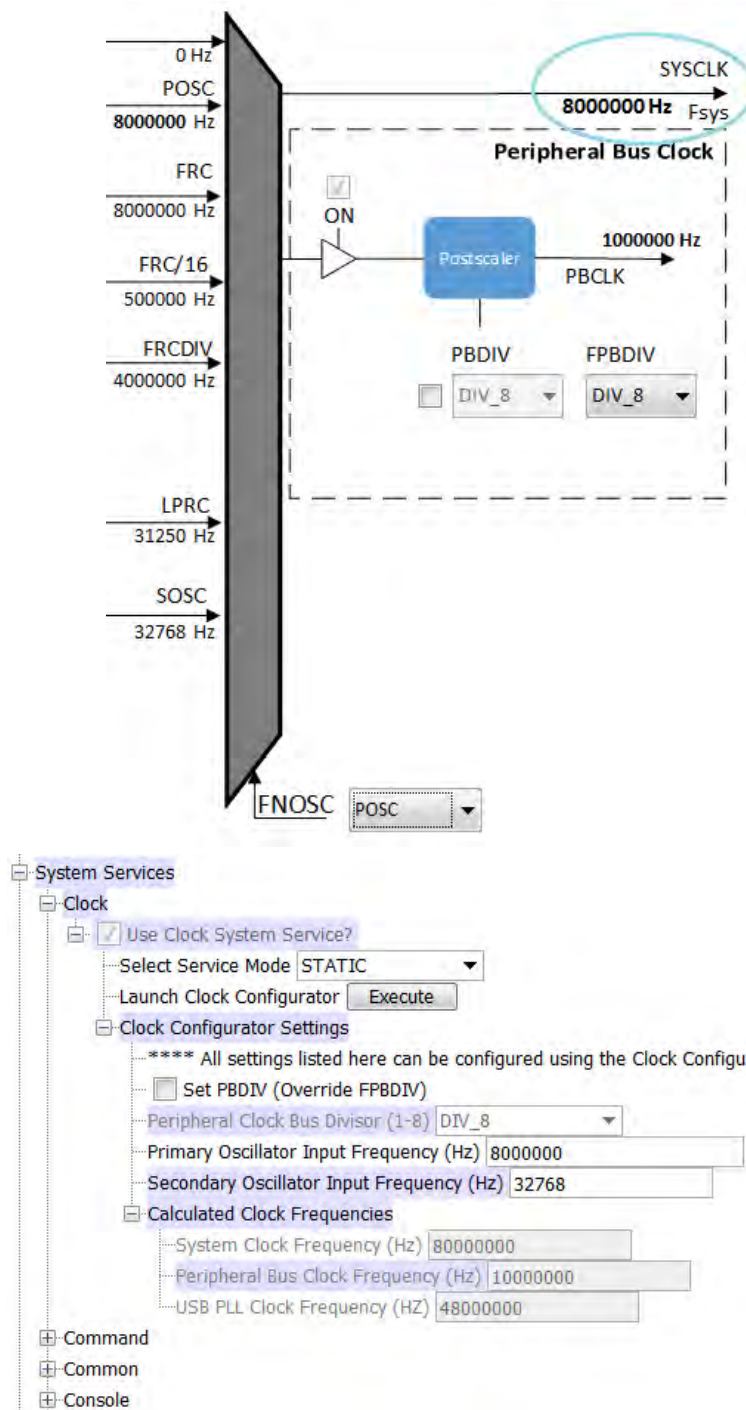 0 Hz
POSC
8000000 Hz
SYSCLK
8000000 Hz Fsys
Peripheral Bus Clock
FRC
8000000 Hz
ON
FRC/16
500000 Hz
Postscaler
1000000 Hz
PBCLK
FRCDIV
4000000 Hz
PBDIV FPBDIV
DIV_8 DIV_8
LPRC
31250 Hz
SOSC
32768 Hz
FNOSC POSC
System Services
Clock
Use Clock System Service?
Select Service Mode STATIC
Launch Clock Configurator Execute
Clock Configurator Settings
**** All settings listed here can be configured using the Clock Configu
Set PBDIV (Override FPBDIV)
Peripheral Clock Bus Divisor (1-8) DIV_8
Primary Oscillator Input Frequency (Hz) 8000000
Secondary Oscillator Input Frequency (Hz) 32768
Calculated Clock Frequencies
System Clock Frequency (Hz) 80000000
Peripheral Bus Clock Frequency (Hz) 10000000
USB PLL Clock Frequency (HZ) 48000000
Command
Common
Console